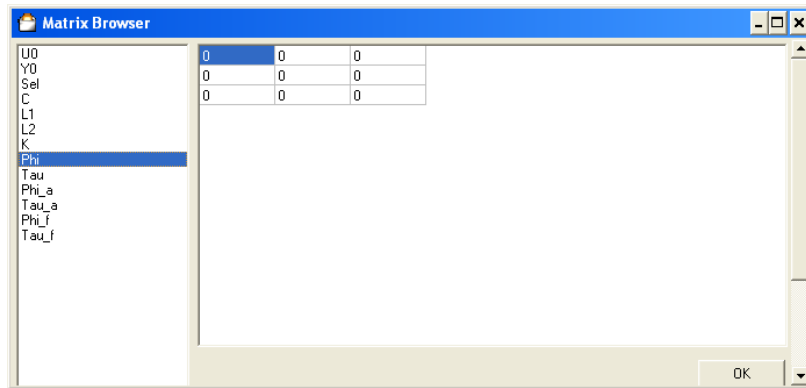 Matrix Browser
U0
Y0
Sel
C
L1
L2
K
Phi
Tau
Phi_a
Tau_a
Phi_f
Tau_f
0 0 0
0 0 0
0 0 0
OK